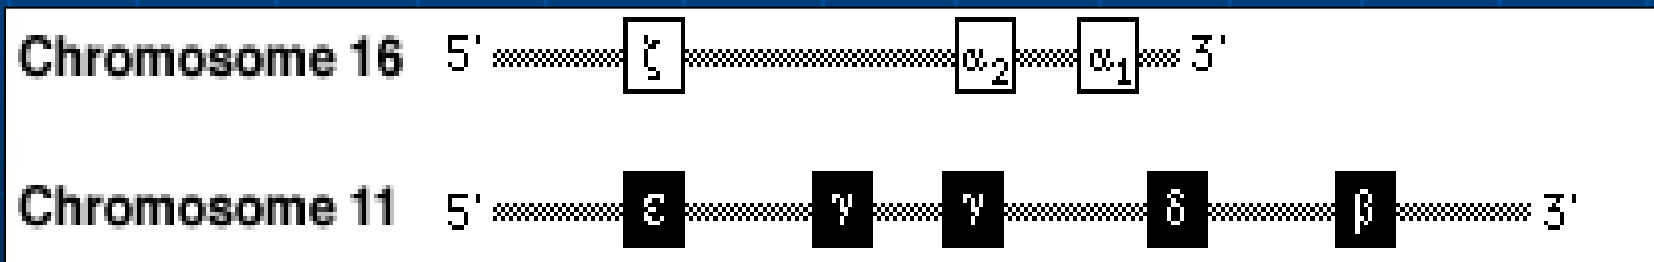 Chromosome 16 5' ζ α2 α1 3'
Chromosome 11 5' ε γ γ δ β 3'